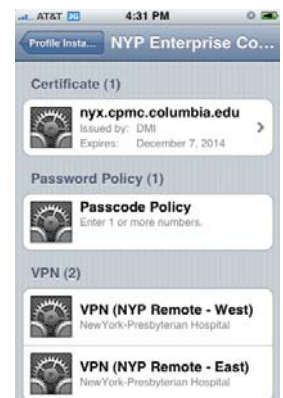 AT&T 3G 4:31 PM
Profile Insta... NYP Enterprise Co...
Certificate (1)
nyx.cpmc.columbia.edu
Issued by: DMI
Expires: December 7, 2014
Password Policy (1)
Passcode Policy
Enter 1 or more numbers.
VPN (2)
VPN (NYP Remote - West)
NewYork-Presbyterian Hospital
VPN (NYP Remote - East)
NewYork-Presbyterian Hospital